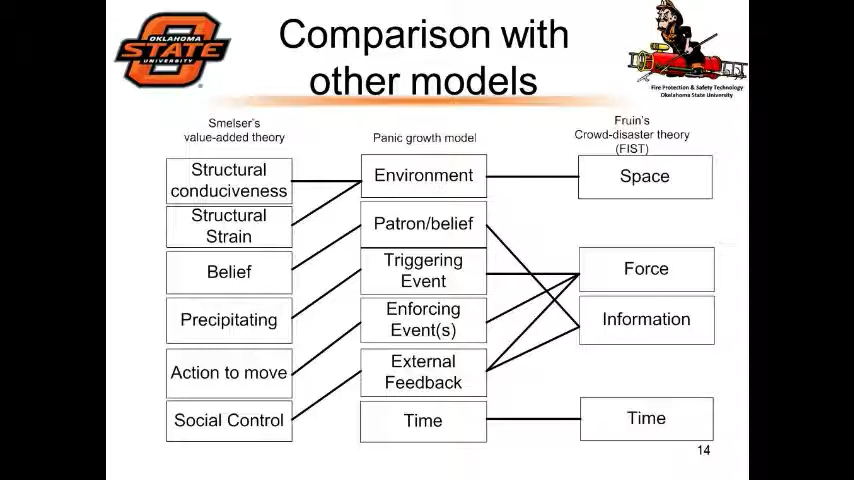 Comparison with
other models
OKLAHOMA
STATE
UNIVERSITY
Fire Protection & Safety Technology
Okalahoma State University
Smelser's
value-added theory
Panic growth model
Fruin's
Crowd-disaster theory
(FIST)
Structural
conduciveness
Structural
Strain
Belief
Precipitating
Action to move
Social Control
Environment
Patron/belief
Triggering
Event
Enforcing
Event(s)
External
Feedback
Time
Space
Force
Information
Time
14